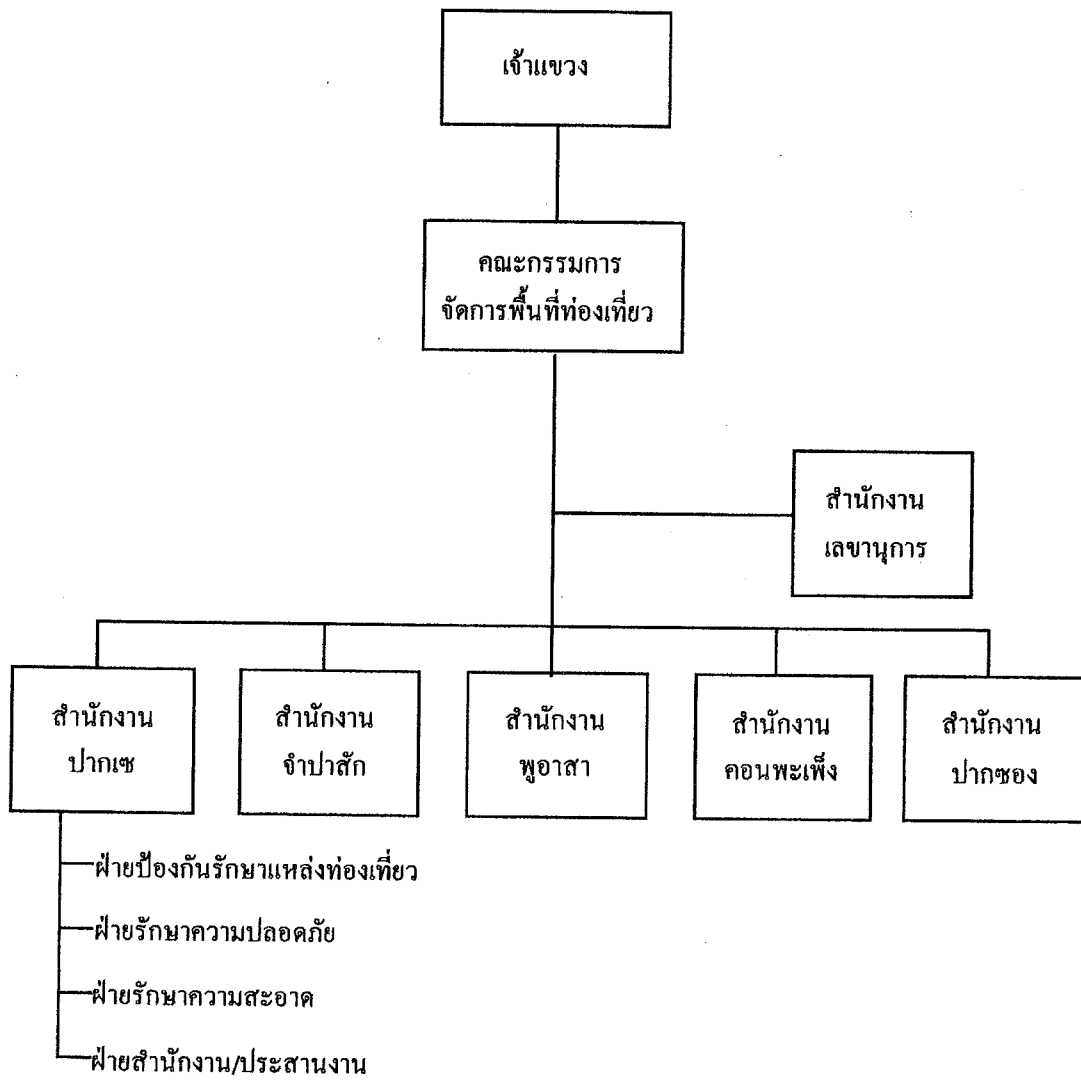 เจ้าแขวง
คณะกรรมการ
จัดการพื้นที่ท่องเที่ยว
สำนักงาน
เลขานุการ
สำนักงาน
ปากเซ
สำนักงาน
จำปาสัก
สำนักงาน
พูอาสา
สำนักงาน
คอนพะเพ็ง
สำนักงาน
ปากซอง
ฝ่ายป้องกันรักษาแหล่งท่องเที่ยว
ฝ่ายรักษาความปลอดภัย
ฝ่ายรักษาความสะอาด
ฝ่ายสำนักงาน/ประสานงาน